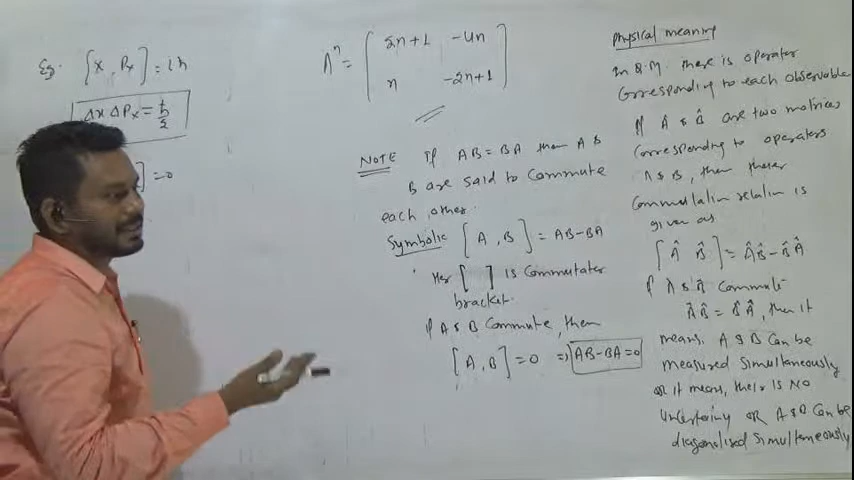 Eg. [x, Px] = iħ
Δx ΔPx = ħ/2
] = 0
A^n = [ 2n+1 -4n
n -2n+1 ]
NOTE If AB = BA then A &
B are said to Commute
each other.
Symbolic [A, B] = AB - BA
Her [ ] is Commutater
bracket.
If A & B Commute, then
[A, B] = 0 ⇒ AB - BA = 0
Physical meaning
In Q.M. there is operator
Corresponding to each observable
If Â & B̂ are two matrices
Corresponding to operators
A & B, then their
Commutation relation is
given as
[Â B̂] = ÂB̂ - B̂Â
If A & B Commute
ÂB̂ = B̂Â, then it
means, A & B Can be
measured simultaneously
or it means, there is NO
or A & B Can be
diagonalised simultaneously